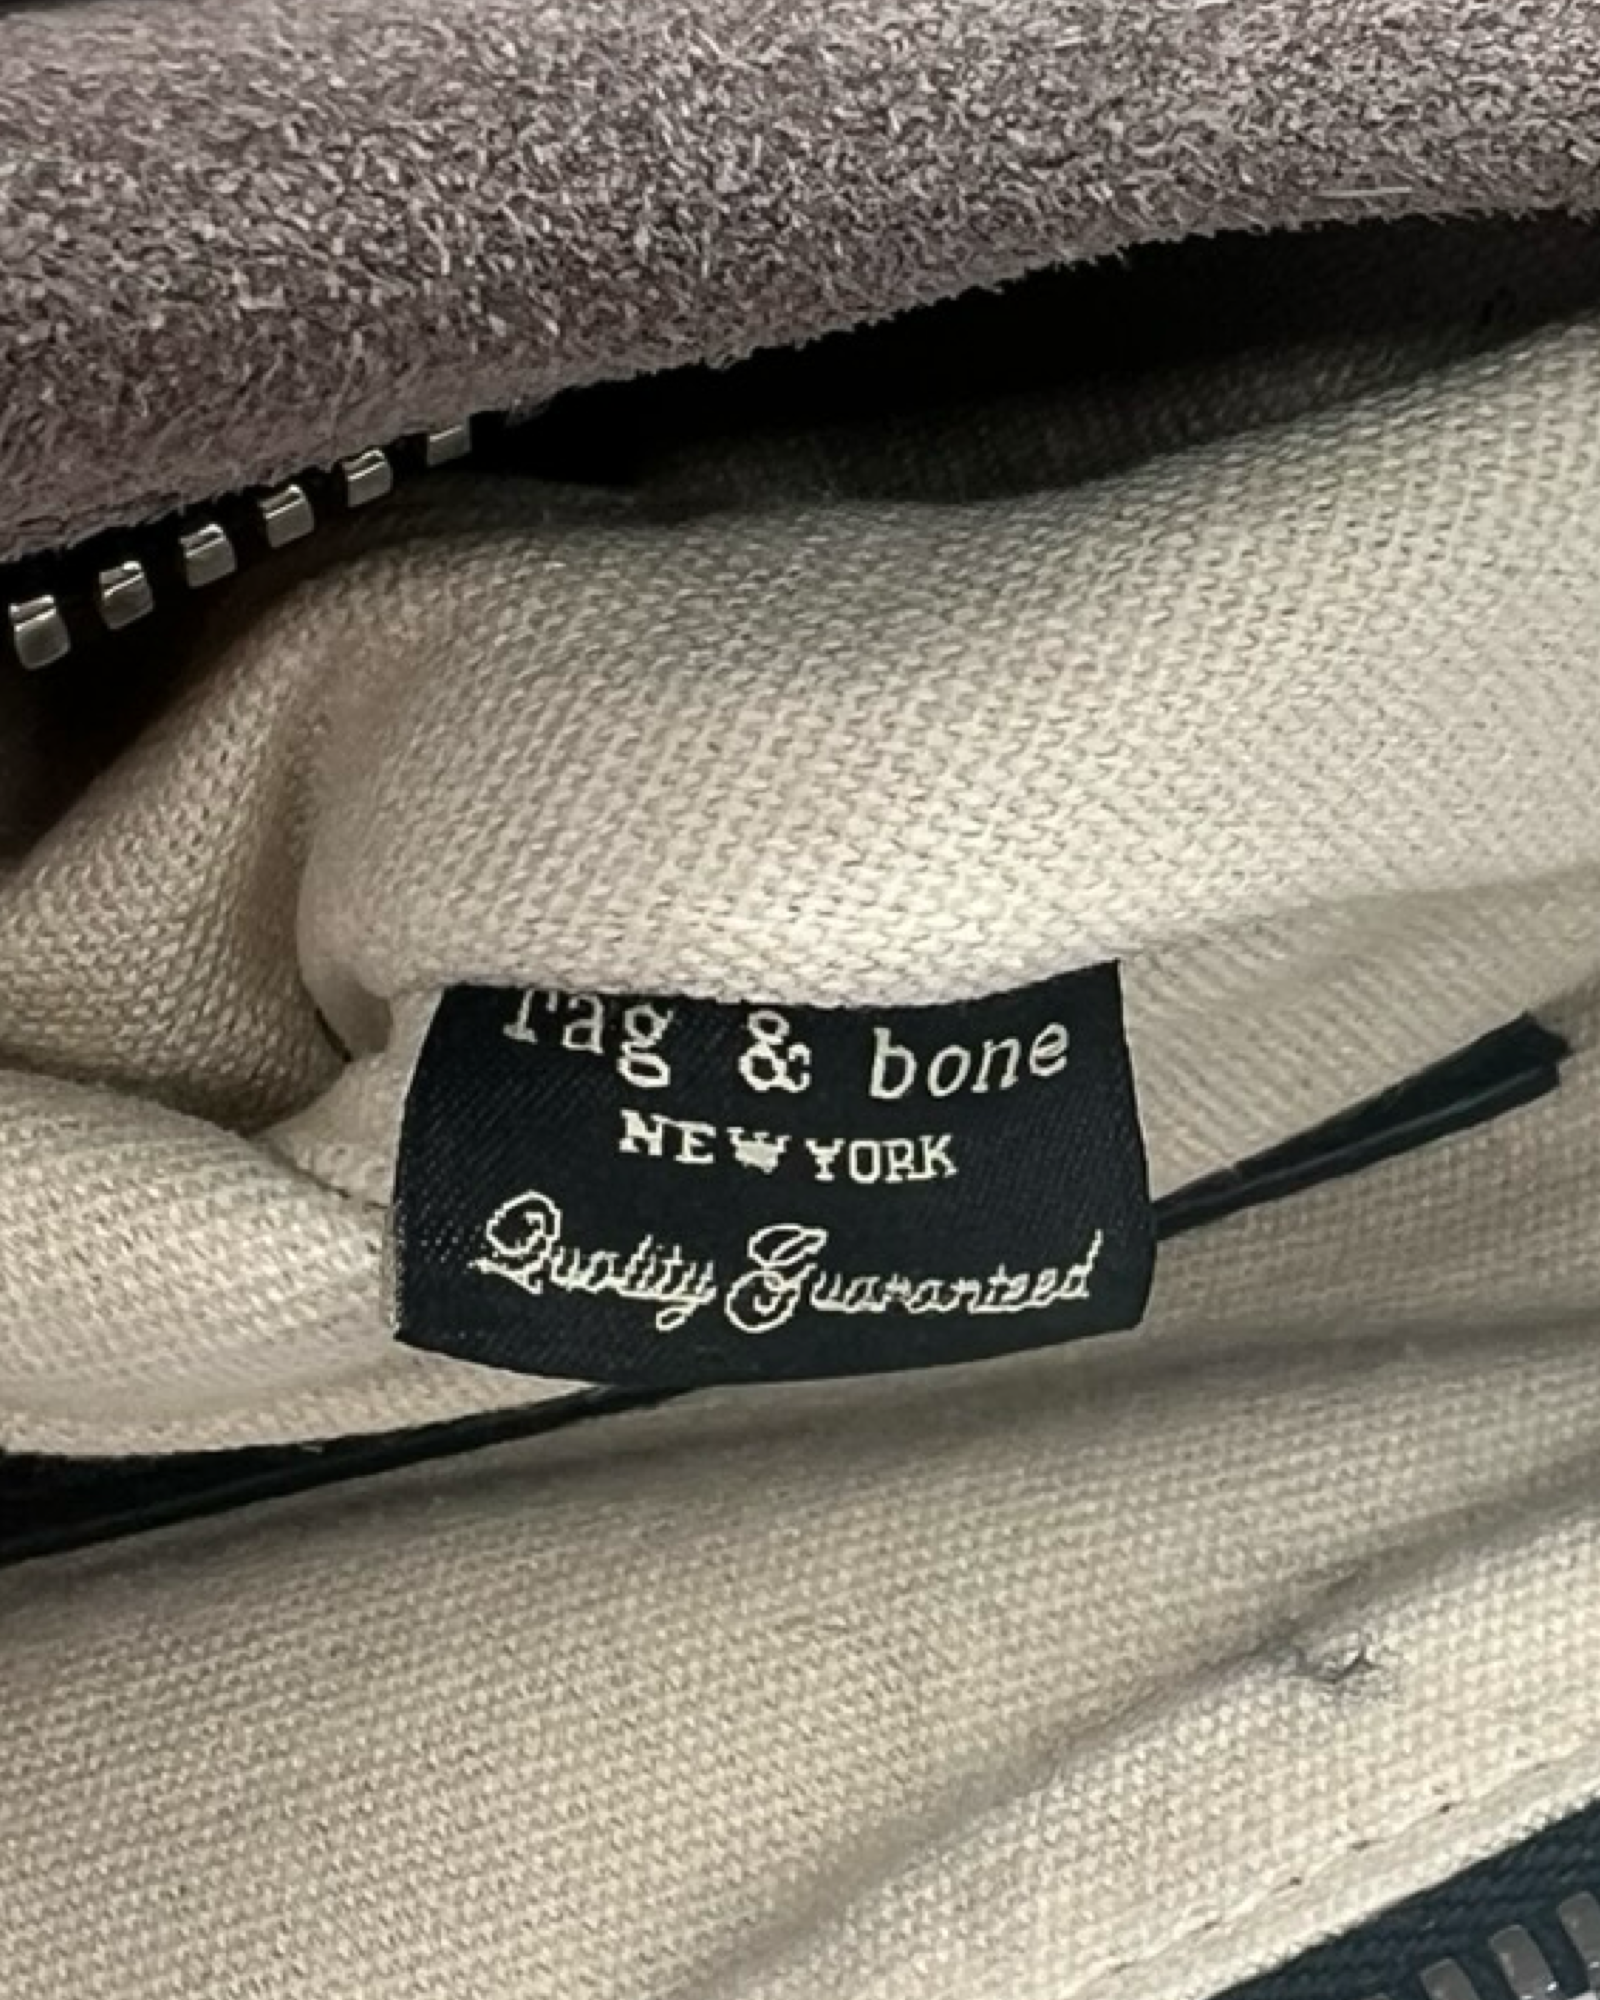 rag & bone
NEW YORK
Quality Guaranteed